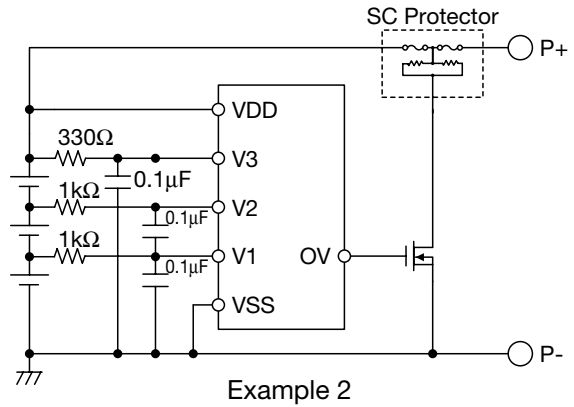 SC Protector
P+
VDD
330Ω
V3
0.1μF
1kΩ
V2
0.1μF
1kΩ
V1
0.1μF
OV
VSS
P-
Example 2